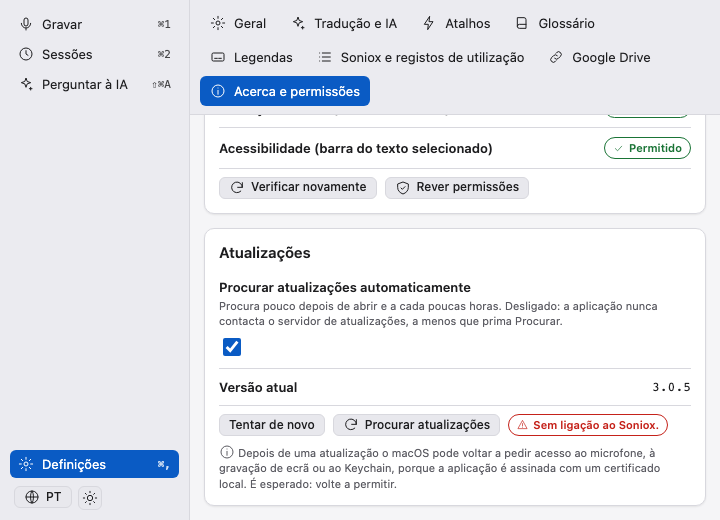 Gravar ⌘1
Sessões ⌘2
Perguntar à IA ⇧⌘A
Geral Tradução e IA Atalhos Glossário
Legendas Soniox e registos de utilização Google Drive
Acerca e permissões
Acessibilidade (barra do texto selecionado) Permitido
Verificar novamente Rever permissões
Atualizações
Procurar atualizações automaticamente
Procura pouco depois de abrir e a cada poucas horas. Desligado: a aplicação nunca
contacta o servidor de atualizações, a menos que prima Procurar.
Versão atual 3.0.5
Tentar de novo Procurar atualizações Sem ligação ao Soniox.
Depois de uma atualização o macOS pode voltar a pedir acesso ao microfone, à
gravação de ecrã ou ao Keychain, porque a aplicação é assinada com um certificado
local. É esperado: volte a permitir.
Definições ⌘,
PT